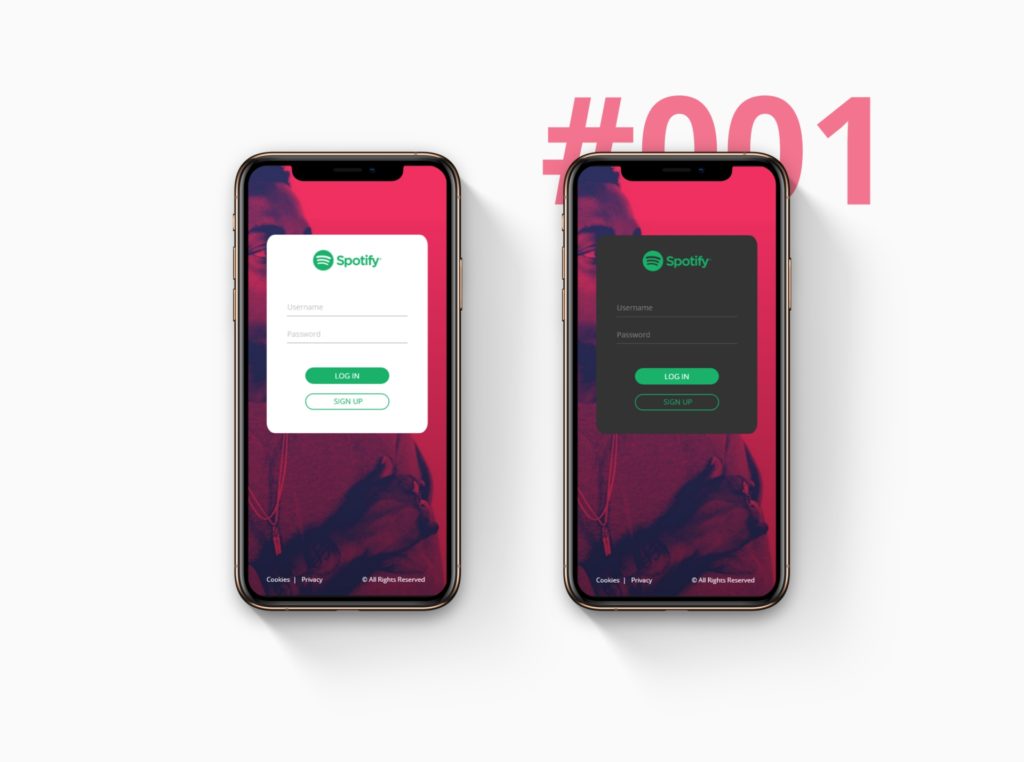 #001
Spotify
Username
Password
LOG IN
SIGN UP
Cookies | Privacy © All Rights Reserved
Spotify
Username
Password
LOG IN
SIGN UP
Cookies | Privacy © All Rights Reserved